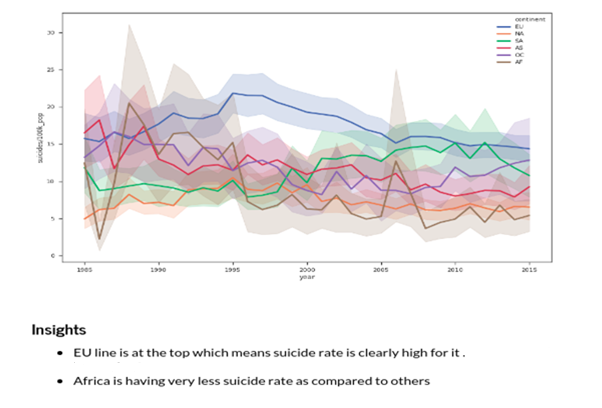 continent
EU
NA
SA
AS
OC
AF
30
25
20
15
10
5
0
suicides/100k_pop
1985
1990
1995
2000
2005
2010
2015
year
Insights
• EU line is at the top which means suicide rate is clearly high for it .
• Africa is having very less suicide rate as compared to others